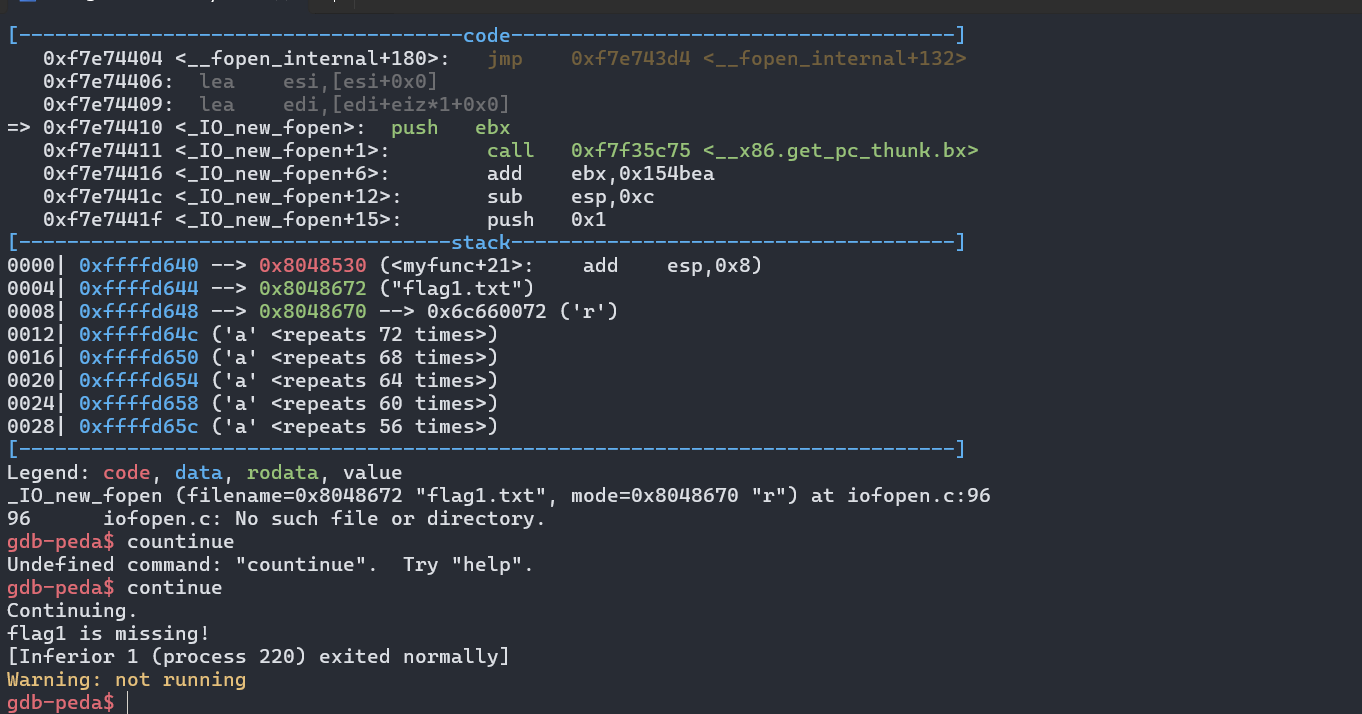 [-------------------------------------code-------------------------------------]
   0xf7e74404 <__fopen_internal+180>:	jmp    0xf7e743d4 <__fopen_internal+132>
   0xf7e74406:	lea    esi,[esi+0x0]
   0xf7e74409:	lea    edi,[edi+eiz*1+0x0]
=> 0xf7e74410 <_IO_new_fopen>:	push   ebx
   0xf7e74411 <_IO_new_fopen+1>:	call   0xf7f35c75 <__x86.get_pc_thunk.bx>
   0xf7e74416 <_IO_new_fopen+6>:	add    ebx,0x154bea
   0xf7e7441c <_IO_new_fopen+12>:	sub    esp,0xc
   0xf7e7441f <_IO_new_fopen+15>:	push   0x1
[------------------------------------stack-------------------------------------]
0000| 0xffffd640 --> 0x8048530 (<myfunc+21>:	add    esp,0x8)
0004| 0xffffd644 --> 0x8048672 ("flag1.txt")
0008| 0xffffd648 --> 0x8048670 --> 0x6c660072 ('r')
0012| 0xffffd64c ('a' <repeats 72 times>)
0016| 0xffffd650 ('a' <repeats 68 times>)
0020| 0xffffd654 ('a' <repeats 64 times>)
0024| 0xffffd658 ('a' <repeats 60 times>)
0028| 0xffffd65c ('a' <repeats 56 times>)
[------------------------------------------------------------------------------]
Legend: code, data, rodata, value
_IO_new_fopen (filename=0x8048672 "flag1.txt", mode=0x8048670 "r") at iofopen.c:96
96	iofopen.c: No such file or directory.
gdb-peda$ countinue
Undefined command: "countinue".  Try "help".
gdb-peda$ continue
Continuing.
flag1 is missing!
[Inferior 1 (process 220) exited normally]
Warning: not running
gdb-peda$